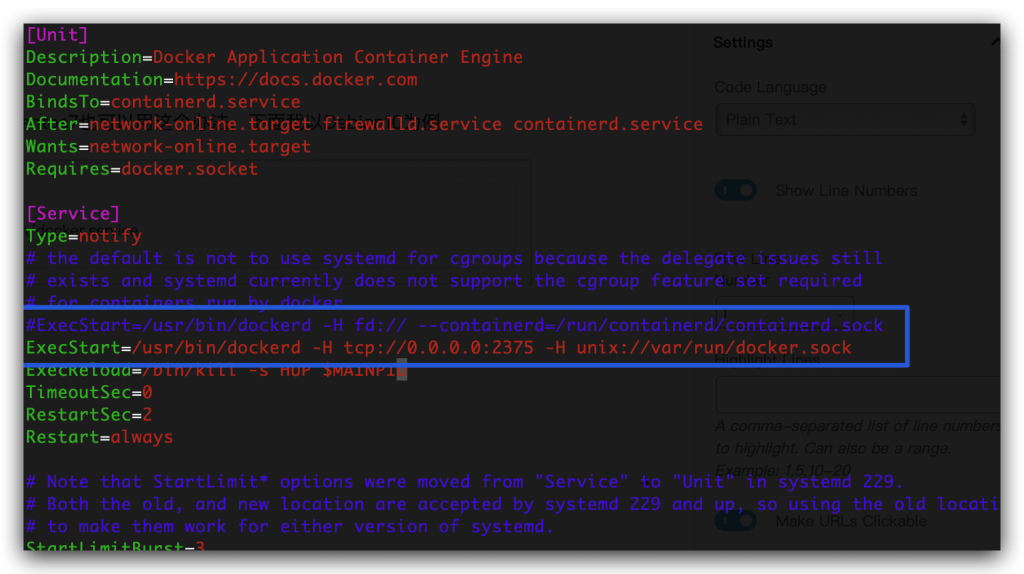 [Unit]
Description=Docker Application Container Engine
Documentation=https://docs.docker.com
BindsTo=containerd.service
After=network-online.target firewalld.service containerd.service
Wants=network-online.target
Requires=docker.socket
[Service]
Type=notify
# the default is not to use systemd for cgroups because the delegate issues still
# exists and systemd currently does not support the cgroup feature set required
# for containers run by docker
#ExecStart=/usr/bin/dockerd -H fd:// --containerd=/run/containerd/containerd.sock
ExecStart=/usr/bin/dockerd -H tcp://0.0.0.0:2375 -H unix://var/run/docker.sock
ExecReload=/bin/kill -s HUP $MAINPID
TimeoutSec=0
RestartSec=2
Restart=always
# Note that StartLimit* options were moved from "Service" to "Unit" in systemd 229.
# Both the old, and new location are accepted by systemd 229 and up, so using the old locati
# to make them work for either version of systemd.
StartLimitBurst=3
Settings
Code Language
Plain Text
Show Line Numbers
Highlight Lines
A comma-separated list of line numbers
to highlight. Can also be a range.
Example: 1,5,10-20
Make URLs Clickable